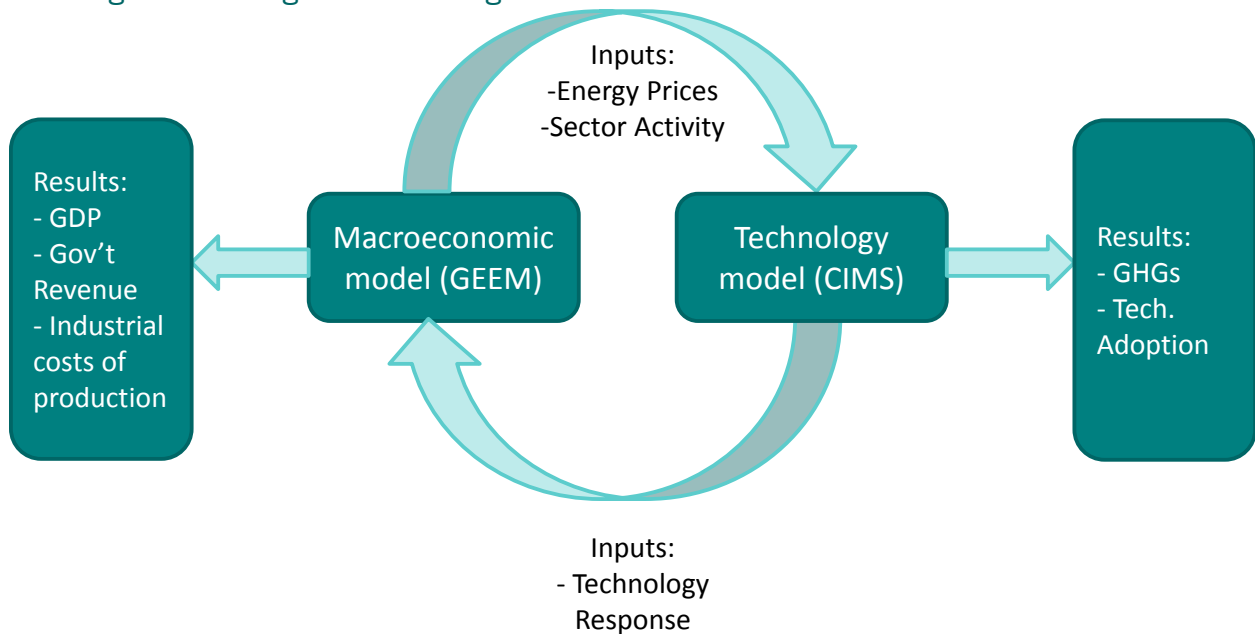 Inputs:
-Energy Prices
-Sector Activity
Results:
- GDP
- Gov’t
Revenue
- Industrial
costs of
production
Macroeconomic
model (GEEM)
Technology
model (CIMS)
Results:
- GHGs
- Tech.
Adoption
Inputs:
- Technology
Response